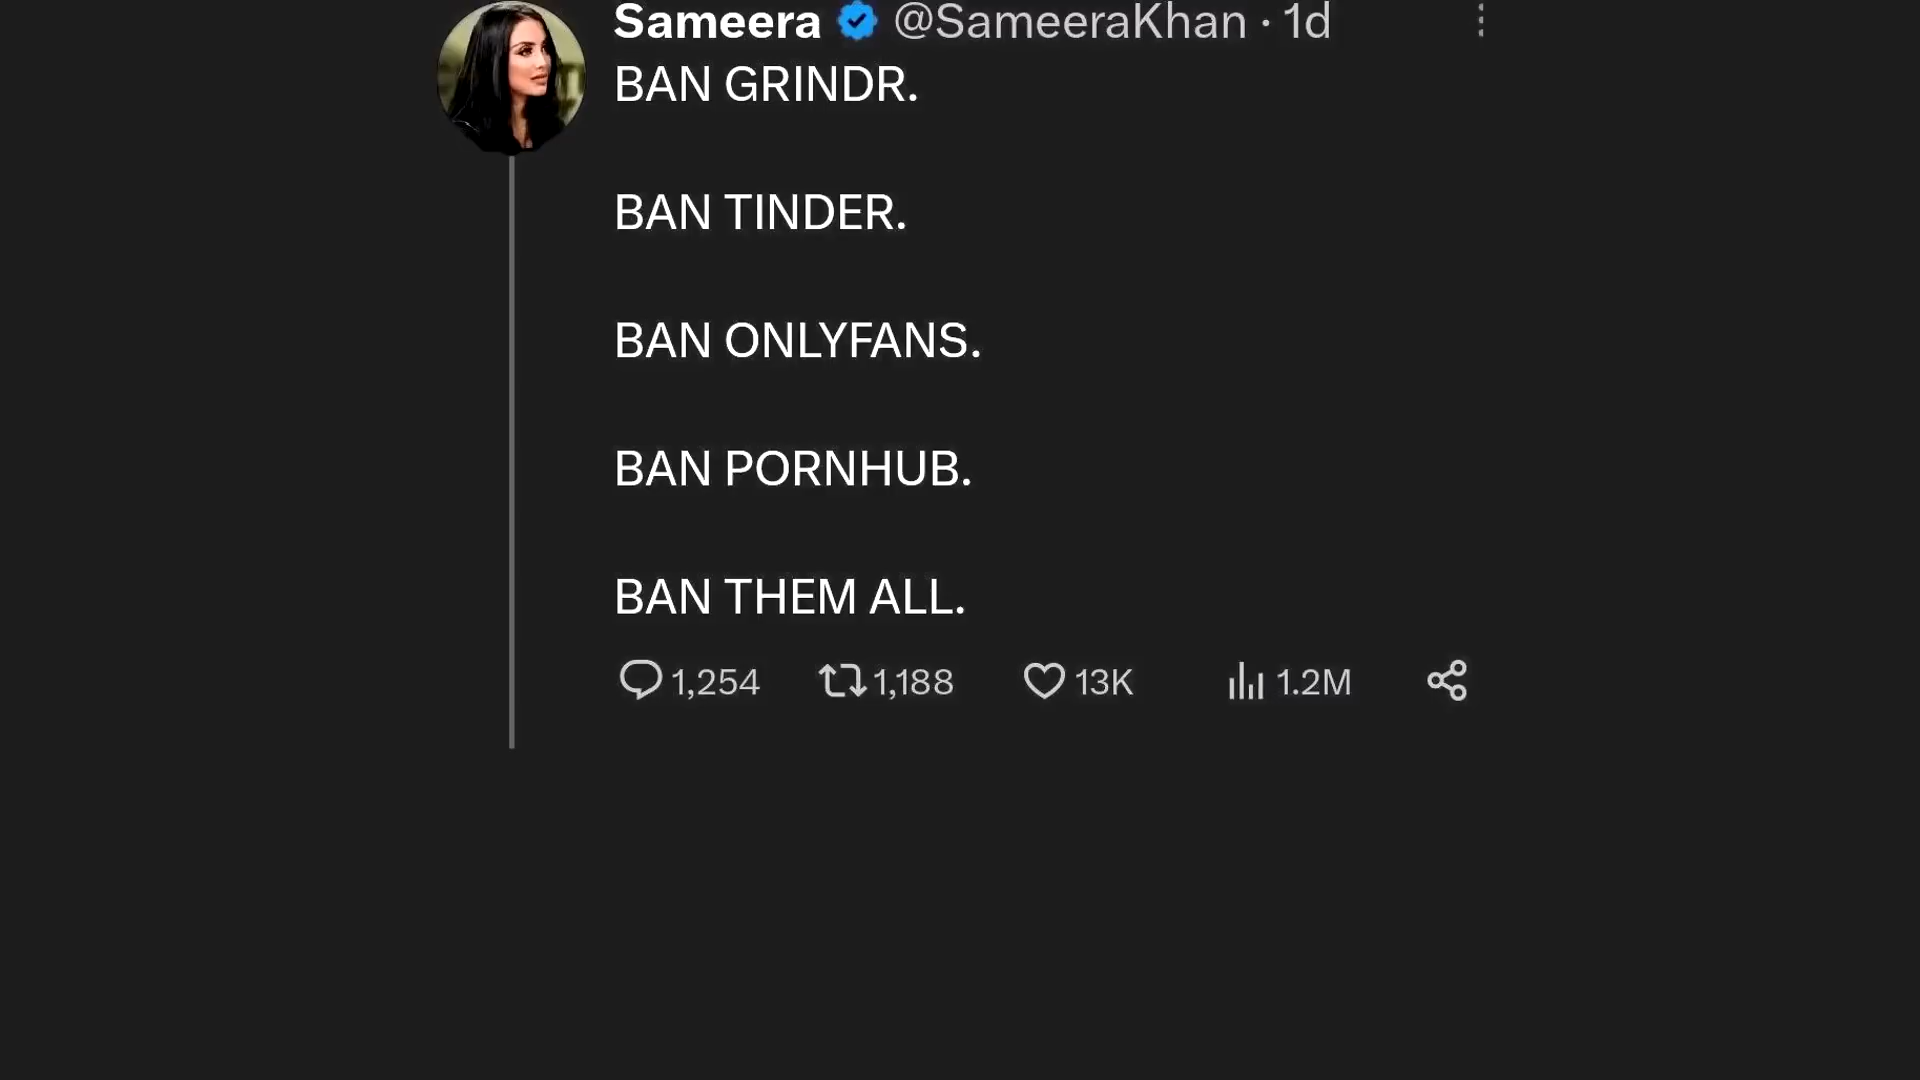 Sameera @SameeraKhan · 1d
BAN GRINDR.
BAN TINDER.
BAN ONLYFANS.
BAN PORNHUB.
BAN THEM ALL.
1,254 1,188 13K 1.2M